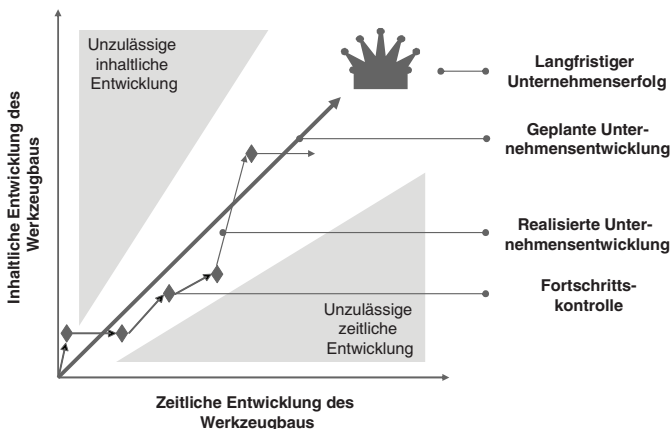 Unzulässige
inhaltliche
Entwicklung
Langfristiger
Unternehmenserfolg
Geplante Unter-
nehmensentwicklung
Realisierte Unter-
nehmensentwicklung
Fortschritts-
kontrolle
Unzulässige
zeitliche
Entwicklung
Inhaltliche Entwicklung des
Werkzeugbaus
Zeitliche Entwicklung des
Werkzeugbaus